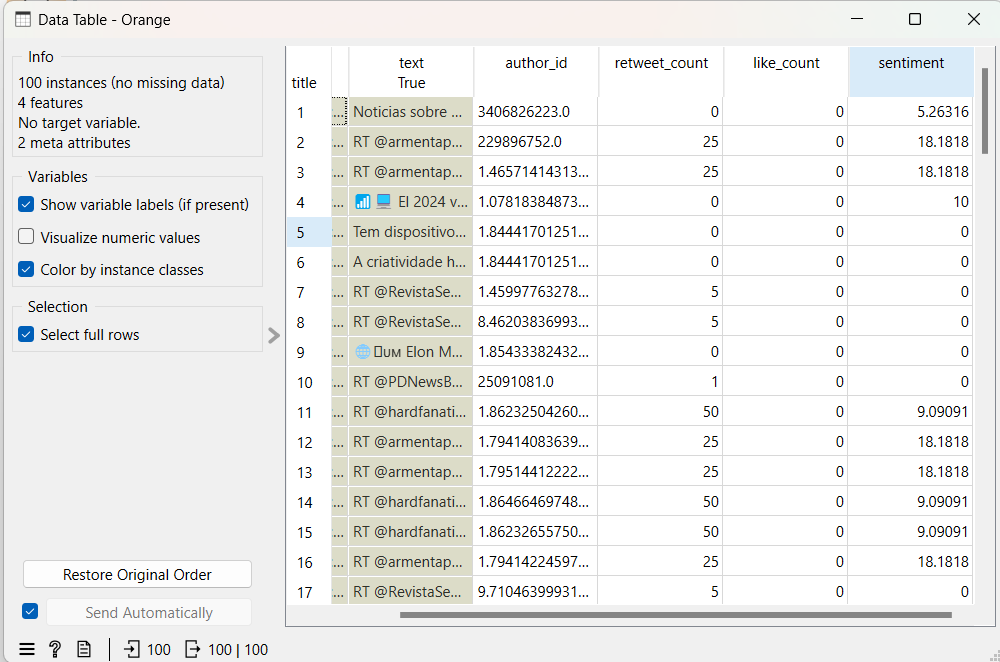 Data Table - Orange
Info
100 instances (no missing data)
4 features
No target variable.
2 meta attributes
Variables
Show variable labels (if present)
Visualize numeric values
Color by instance classes
Selection
Select full rows
Restore Original Order
Send Automatically
100
100 | 100
title text True author_id retweet_count like_count sentiment
1 ... Noticias sobre ... 3406826223.0 0 0 5.26316
2 ... RT @armentap... 229896752.0 25 0 18.1818
3 ... RT @armentap... 1.46571414313... 25 0 18.1818
4 ... 📊 💻 El 2024 v... 1.07818384873... 0 0 10
5 ... Tem dispositivo... 1.84441701251... 0 0 0
6 ... A criatividade h... 1.84441701251... 0 0 0
7 ... RT @RevistaSe... 1.45997763278... 5 0 0
8 ... RT @RevistaSe... 8.46203836993... 5 0 0
9 ... 🌐 Elon M... 1.85433382432... 0 0 0
10 ... RT @PDNewsB... 25091081.0 1 0 0
11 ... RT @hardfanati... 1.86232504260... 50 0 9.09091
12 ... RT @armentap... 1.79414083639... 25 0 18.1818
13 ... RT @armentap... 1.79514412222... 25 0 18.1818
14 ... RT @hardfanati... 1.86466469748... 50 0 9.09091
15 ... RT @hardfanati... 1.86232655750... 50 0 9.09091
16 ... RT @armentap... 1.79414224597... 25 0 18.1818
17 ... RT @RevistaSe... 9.71046399931... 5 0 0